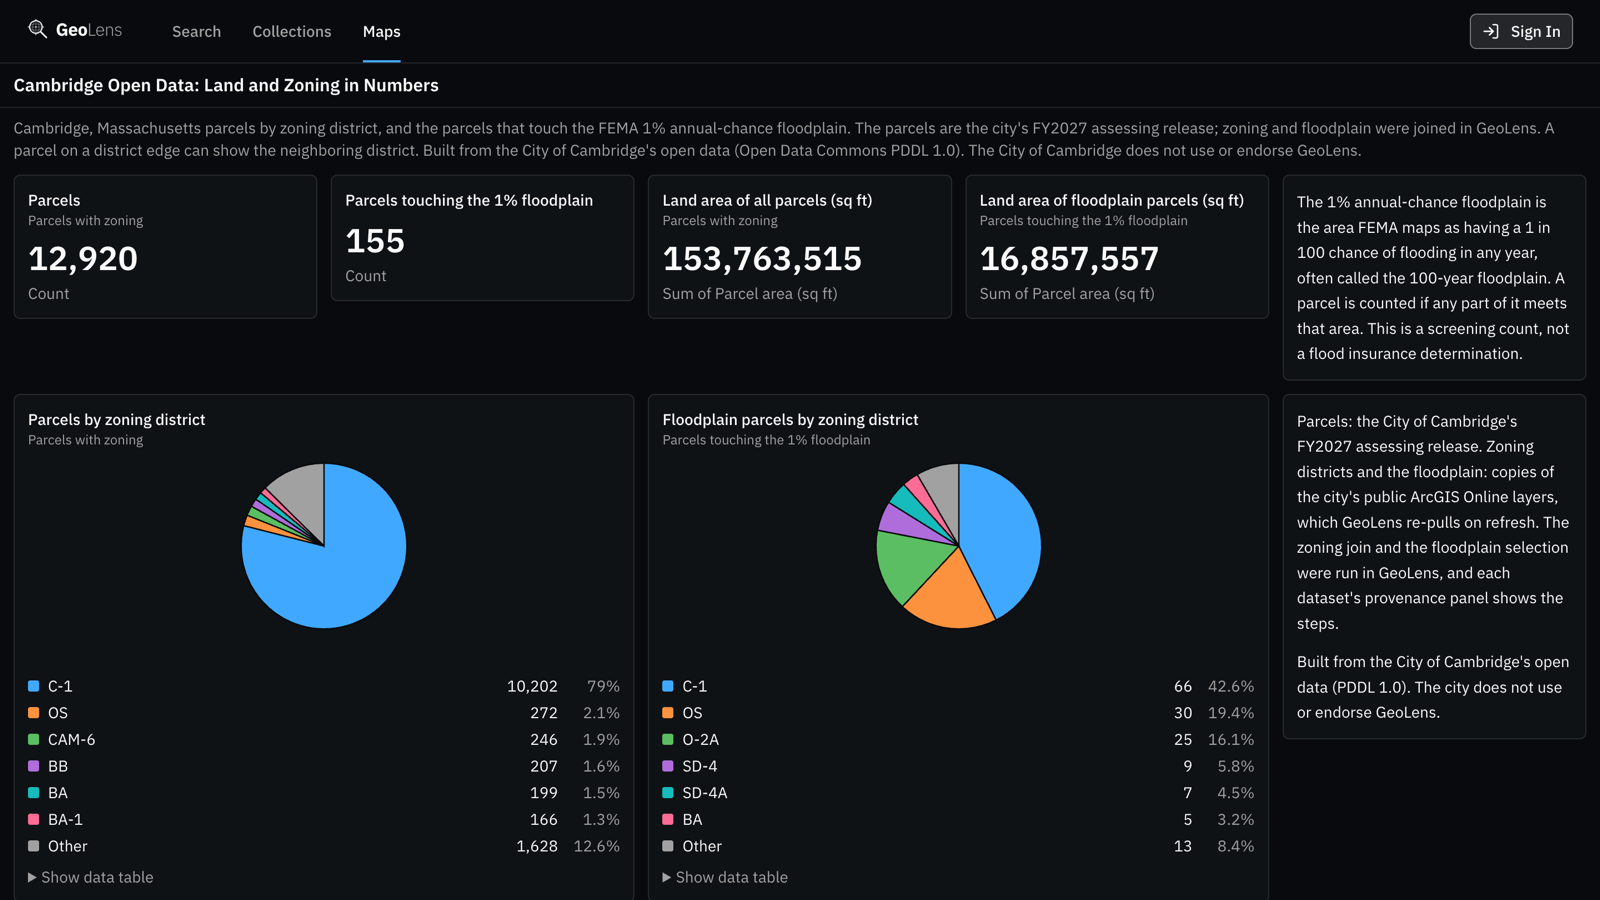 GeoLens
Search
Collections
Maps
Sign In
Cambridge Open Data: Land and Zoning in Numbers
Cambridge, Massachusetts parcels by zoning district, and the parcels that touch the FEMA 1% annual-chance floodplain. The parcels are the city's FY2027 assessing release; zoning and floodplain were joined in GeoLens. A
parcel on a district edge can show the neighboring district. Built from the City of Cambridge's open data (Open Data Commons PDDL 1.0). The City of Cambridge does not use or endorse GeoLens.
Parcels
Parcels with zoning
12,920
Count
Parcels touching the 1% floodplain
155
Count
Land area of all parcels (sq ft)
Parcels with zoning
153,763,515
Sum of Parcel area (sq ft)
Land area of floodplain parcels (sq ft)
Parcels touching the 1% floodplain
16,857,557
Sum of Parcel area (sq ft)
The 1% annual-chance floodplain is
the area FEMA maps as having a 1 in
100 chance of flooding in any year,
often called the 100-year floodplain. A
parcel is counted if any part of it meets
that area. This is a screening count, not
a flood insurance determination.
Parcels by zoning district
Parcels with zoning
C-1 10,202 79%
OS 272 2.1%
CAM-6 246 1.9%
BB 207 1.6%
BA 199 1.5%
BA-1 166 1.3%
Other 1,628 12.6%
Show data table
Floodplain parcels by zoning district
Parcels touching the 1% floodplain
C-1 66 42.6%
OS 30 19.4%
O-2A 25 16.1%
SD-4 9 5.8%
SD-4A 7 4.5%
BA 5 3.2%
Other 13 8.4%
Show data table
Parcels: the City of Cambridge's
FY2027 assessing release. Zoning
districts and the floodplain: copies of
the city's public ArcGIS Online layers,
which GeoLens re-pulls on refresh. The
zoning join and the floodplain selection
were run in GeoLens, and each
dataset's provenance panel shows the
steps.
Built from the City of Cambridge's open
data (PDDL 1.0). The city does not use
or endorse GeoLens.